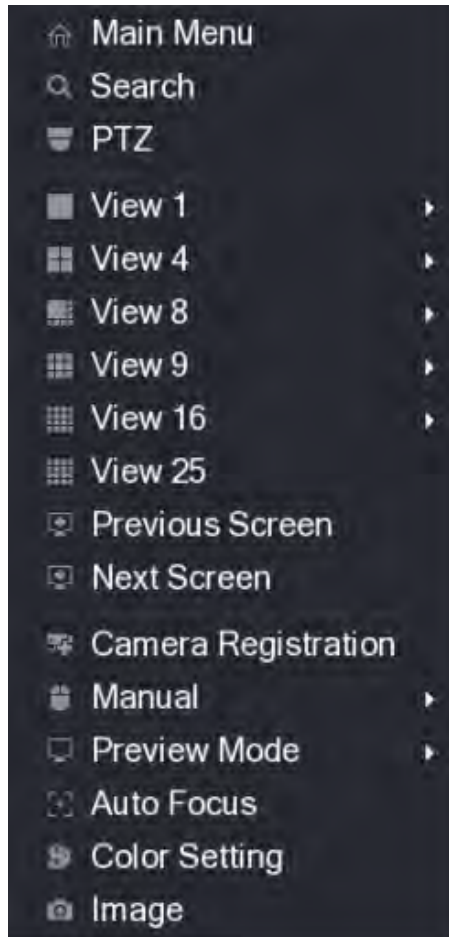 Main Menu
Search
PTZ
View 1
View 4
View 8
View 9
View 16
View 25
Previous Screen
Next Screen
Camera Registration
Manual
Preview Mode
Auto Focus
Color Setting
Image